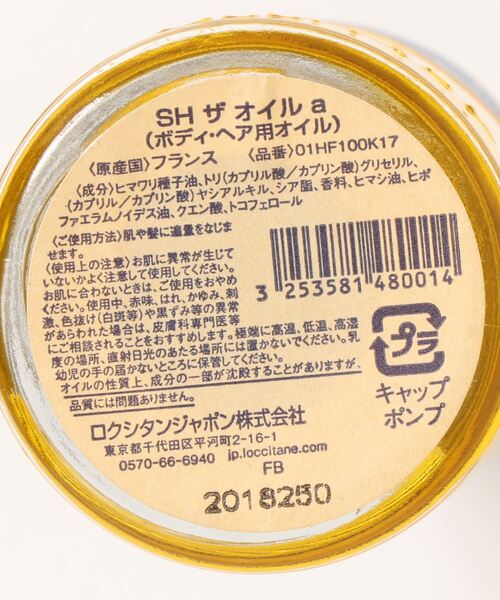 SH ザ オイル a
(ボディ・ヘア用オイル)
〈原産国〉フランス 〈品番〉01HF100K17
〈成分〉ヒマワリ種子油、トリ(カプリル酸/カプリン酸)グリセリル、
(カプリル/カプリン酸)ヤシアルキル、シア脂、香料、ヒマシ油、ヒポ
ファエラムノイデス油、クエン酸、トコフェロール
〈ご使用方法〉肌や髪に適量をなじま
せます。
〈使用上の注意〉お肌に異常が生じて
いないかよく注意して使用してください。
お肌に合わないときは、ご使用をおやめ
ください。使用中、赤味、はれ、かゆみ、刺
激、色抜け(白斑等)や黒ずみ等の異常
があらわれた場合は、皮膚科専門医等
にご相談されることをおすすめします。極端に高温、低温、高湿
度の場所、直射日光のあたる場所には置かないでください。乳
幼児の手の届かないところに保管してください。
オイルの性質上、成分の一部が沈殿することがありますが、
品質には問題ありません。
3 253581 480014
プラ
キャップ
ポンプ
ロクシタンジャポン株式会社
東京都千代田区平河町2-16-1
0570-66-6940 jp.loccitane.com
FB
2018250